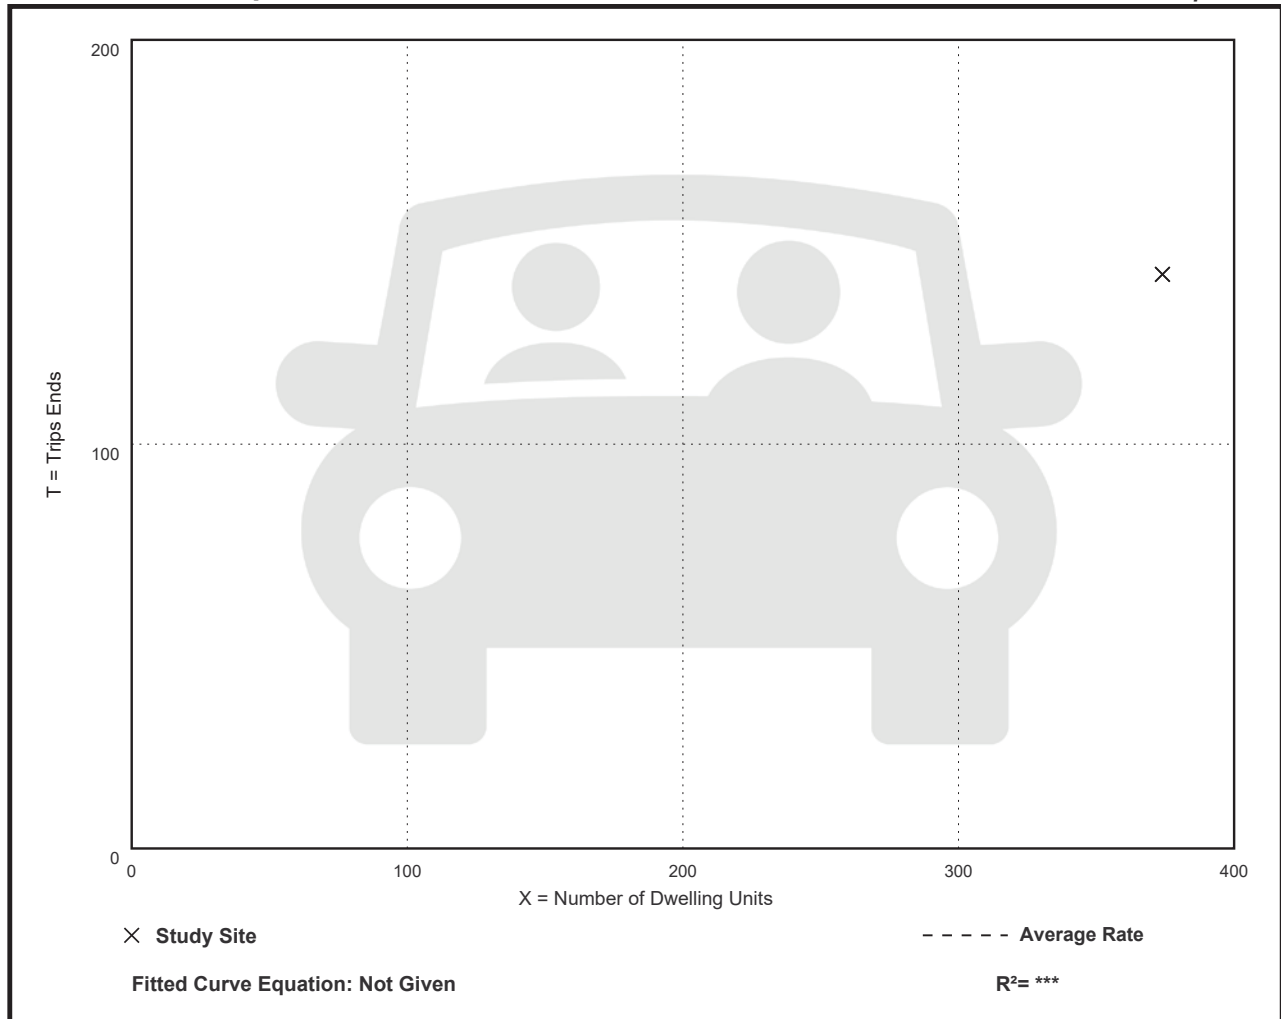 200
T = Trips Ends
100
0
0 100 200 300 400
X = Number of Dwelling Units
Study Site
Average Rate
Fitted Curve Equation: Not Given
R²= ***